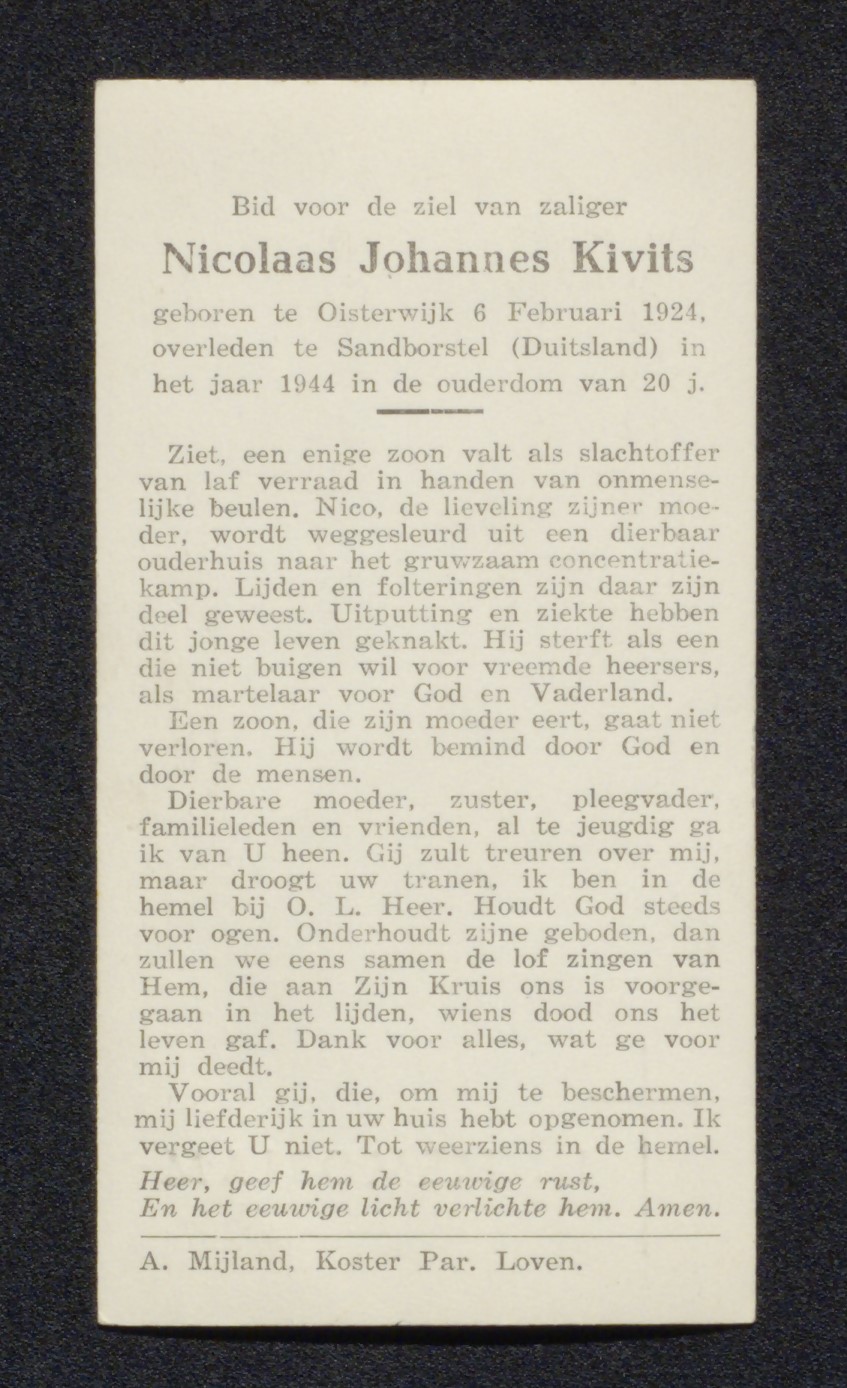 Bid voor de ziel van zaliger
Nicolaas Johannes Kivits
geboren te Oisterwijk 6 Februari 1924,
overleden te Sandborstel (Duitsland) in
het jaar 1944 in de ouderdom van 20 j.
Ziet, een enige zoon valt als slachtoffer
van laf verraad in handen van onmense-
lijke beulen. Nico, de lieveling zijner moe-
der, wordt weggesleurd uit een dierbaar
ouderhuis naar het gruwzaam concentratie-
kamp. Lijden en folteringen zijn daar zijn
deel geweest. Uitputting en ziekte hebben
dit jonge leven geknakt. Hij sterft als een
die niet buigen wil voor vreemde heersers,
als martelaar voor God en Vaderland.
Een zoon, die zijn moeder eert, gaat niet
verloren. Hij wordt bemind door God en
door de mensen.
Dierbare moeder, zuster, pleegvader,
familieleden en vrienden, al te jeugdig ga
ik van U heen. Gij zult treuren over mij,
maar droogt uw tranen, ik ben in de
hemel bij O. L. Heer. Houdt God steeds
voor ogen. Onderhoudt zijne geboden, dan
zullen we eens samen de lof zingen van
Hem, die aan Zijn Kruis ons is voorge-
gaan in het lijden, wiens dood ons het
leven gaf. Dank voor alles, wat ge voor
mij deedt.
Vooral gij, die, om mij te beschermen,
mij liefderijk in uw huis hebt opgenomen. Ik
vergeet U niet. Tot weerziens in de hemel.
Heer, geef hem de eeuwige rust,
En het eeuwige licht verlichte hem. Amen.
A. Mijland, Koster Par. Loven.